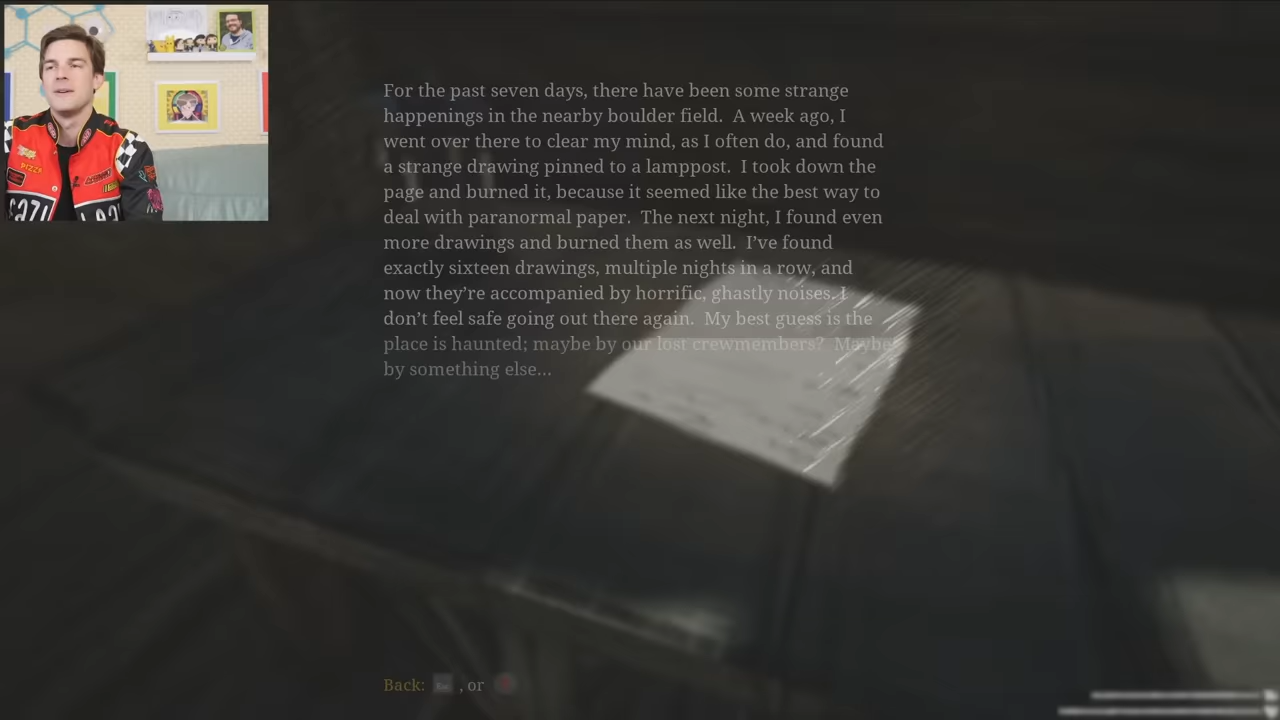 For the past seven days, there have been some strange
happenings in the nearby boulder field.  A week ago, I
went over there to clear my mind, as I often do, and found
a strange drawing pinned to a lamppost.  I took down the
page and burned it, because it seemed like the best way to
deal with paranormal paper.  The next night, I found even
more drawings and burned them as well.  I’ve found
exactly sixteen drawings, multiple nights in a row, and
now they’re accompanied by horrific, ghastly noises. I
don’t feel safe going out there again.  My best guess is the
place is haunted; maybe by our lost crewmembers?  Maybe
by something else...
Back: Esc , or
PIZZA